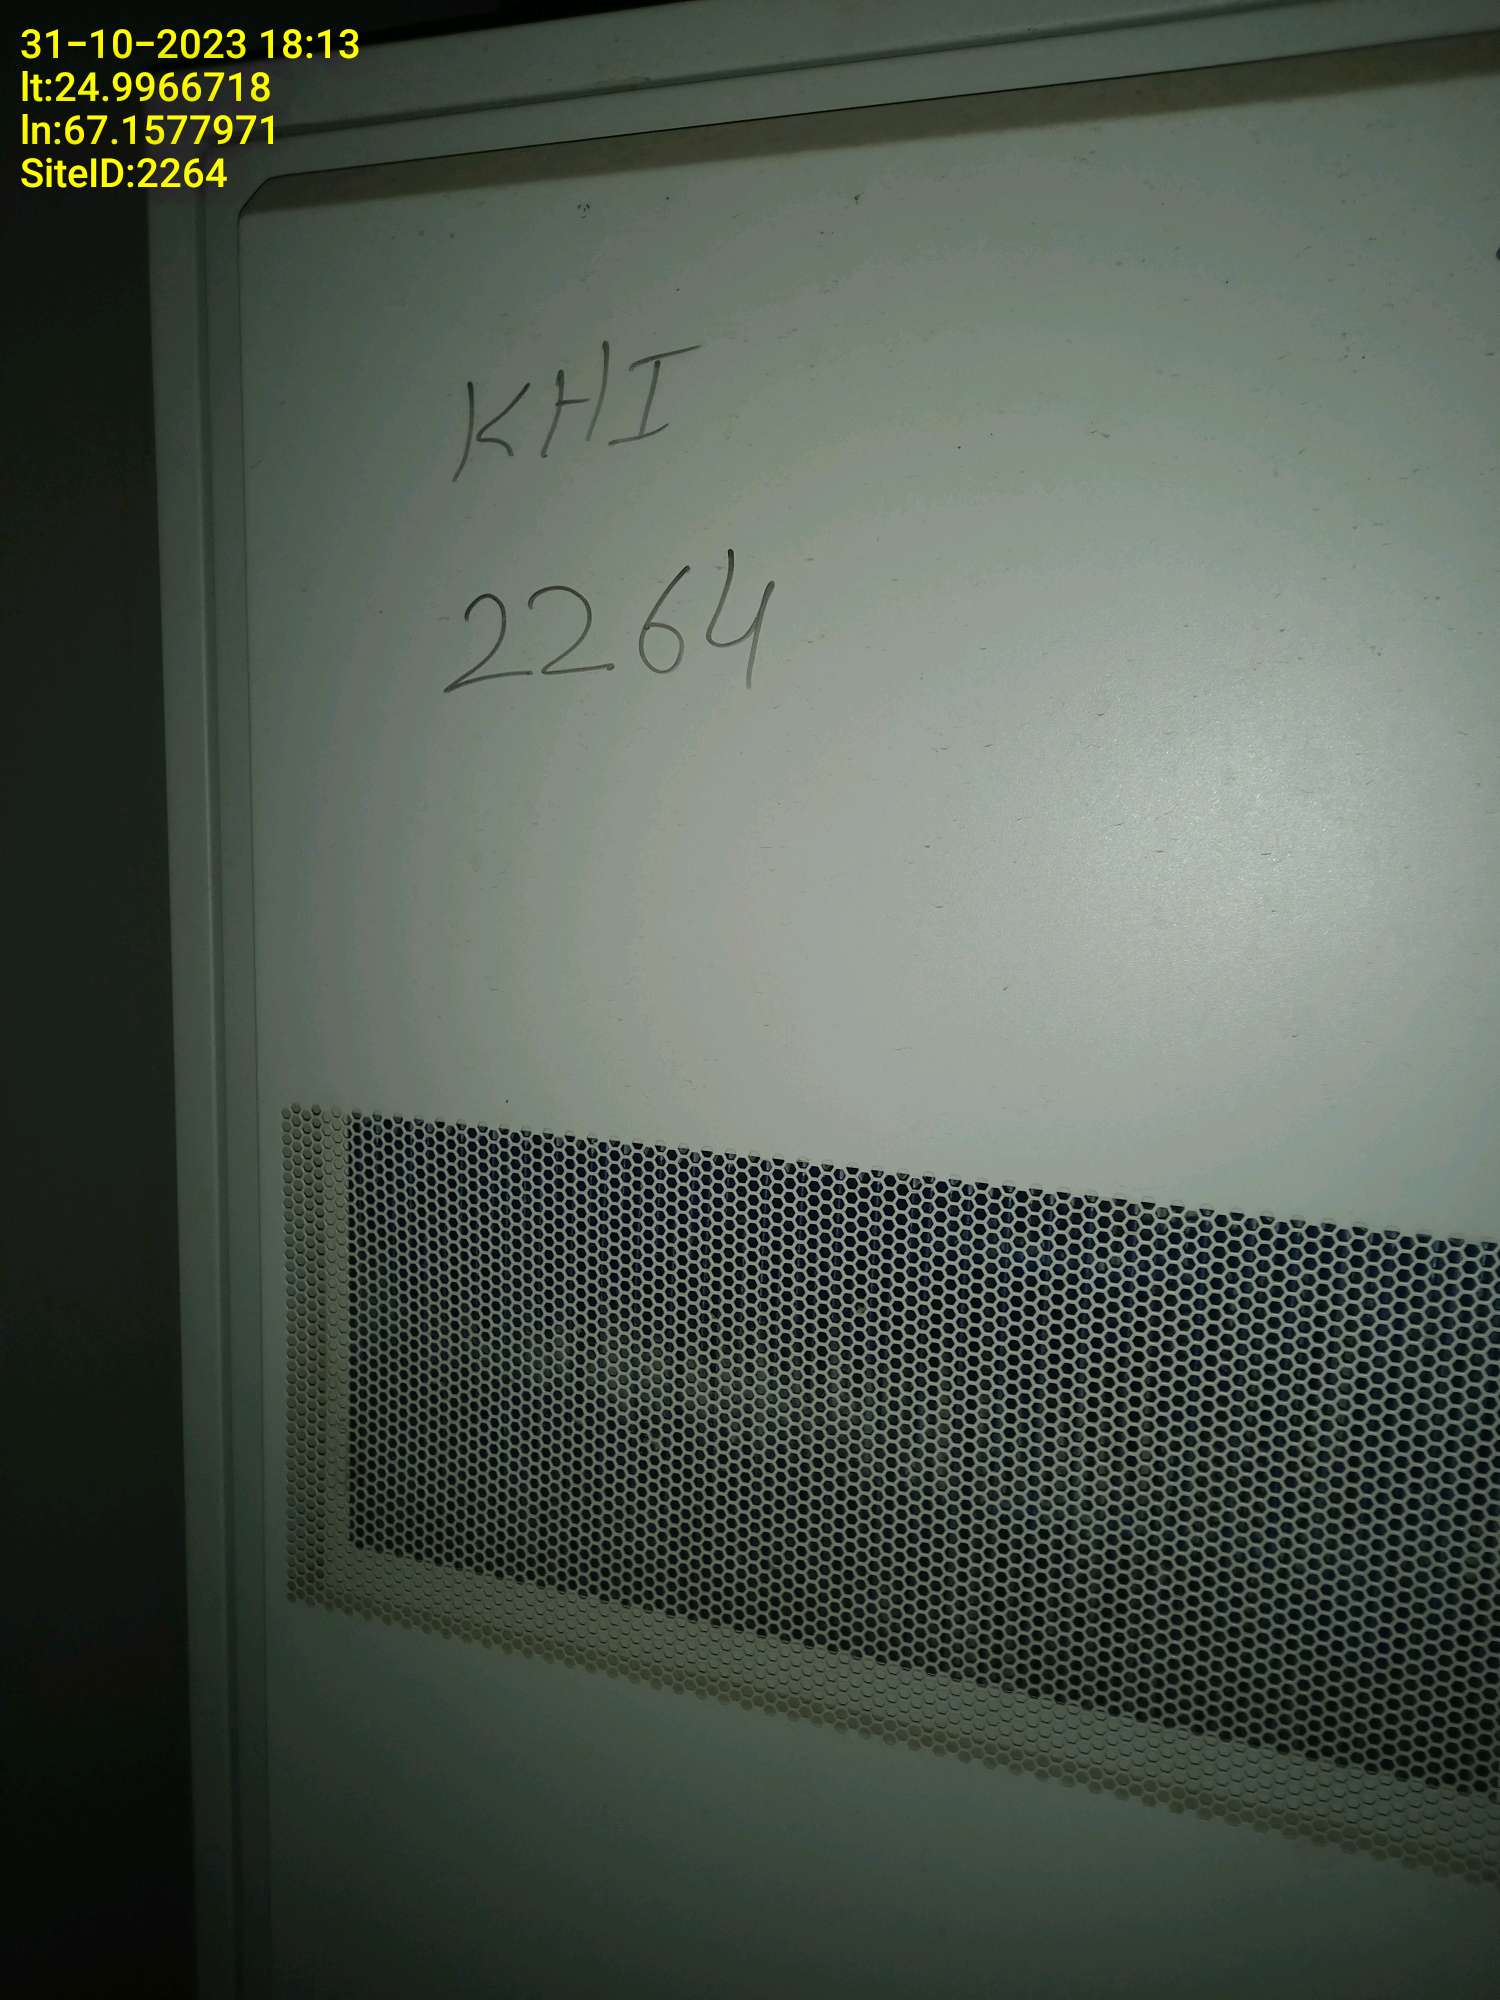 31-10-2023 18:13
lt:24.9966718
ln:67.1577971
SiteID:2264
KHI
2264